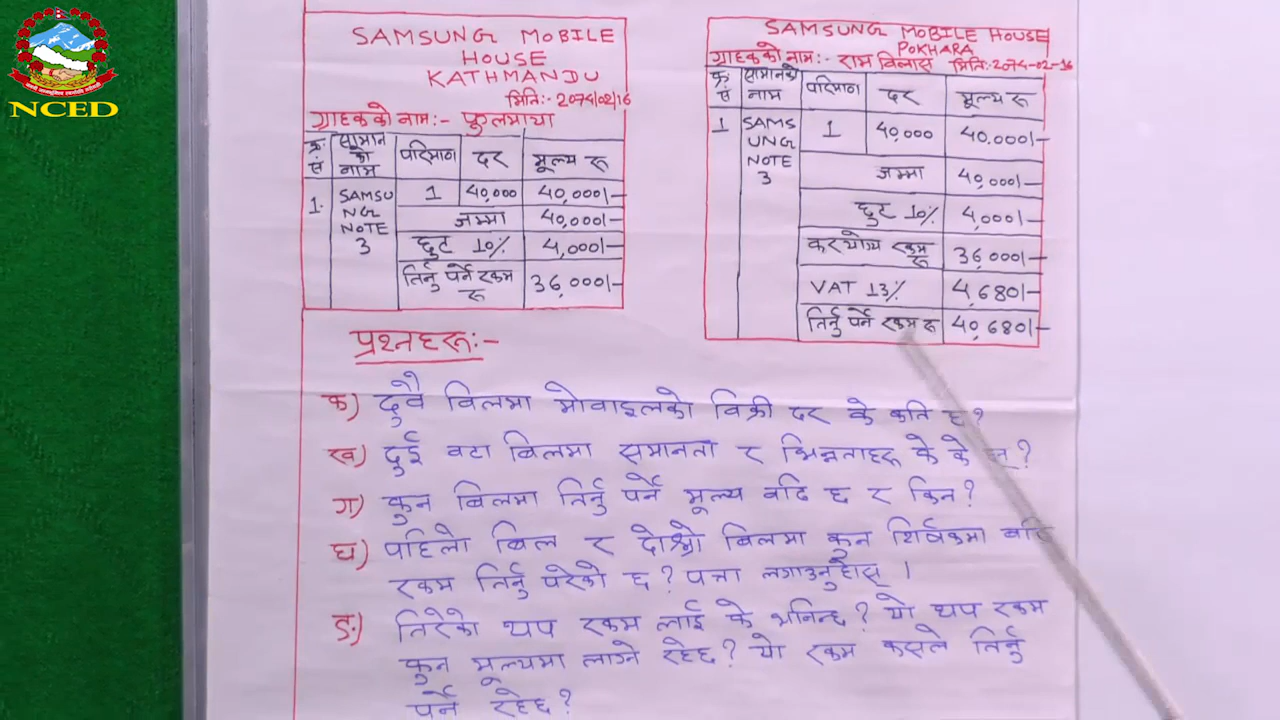 NCED
SAMSUNG MOBILE
HOUSE
KATHMANDU
मिति:- 2074/02/16
ग्राहकको नाम:- फुलमाया
क्र.सं सामानको नाम परिमाण दर मूल्य रु
1. SAMSUNG NOTE 3 1 40,000 40,000/-
जम्मा 40,000/-
छुट 10% 4,000/-
तिर्नु पर्ने रकम रु 36,000/-
SAMSUNG MOBILE HOUSE
POKHARA
ग्राहकको नाम:- राम विलास मिति:-2074-02-16
क्र.सं सामानको नाम परिमाण दर मूल्य रु
1 SAMSUNG NOTE 3 1 40,000 40,000/-
जम्मा 40,000/-
छुट 10% 4,000/-
करयोग्य रकम रु 36,000/-
VAT 13% 4,680/-
तिर्नु पर्ने रकम रु 40,680/-
प्रश्नहरू:-
क) दुवै बिलमा मोबाइलको बिक्री दर के कति छ?
ख) दुई वटा बिलमा समानता र भिन्नताहरू के के छन्?
ग) कुन बिलमा तिर्नु पर्ने मूल्य बढि छ र किन?
घ) पहिलो बिल र दोश्रो बिलमा कुन शिर्षकमा बढि
रकम तिर्नु परेको छ? पत्ता लगाउनुहोस् ।
ङ) तिरेको थप रकम लाई के भनिन्छ? यो थप रकम
कुन मूल्यमा लाग्ने रहेछ? यो रकम कसले तिर्नु
पर्ने रहेछ?